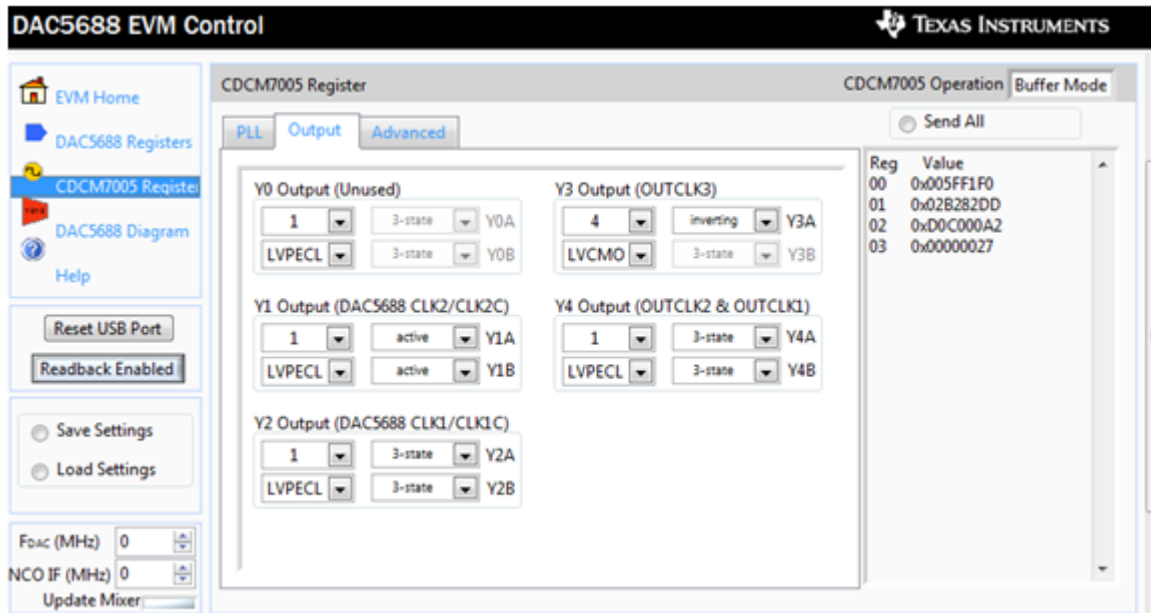 DAC5688 EVM Control
TEXAS INSTRUMENTS
EVM Home
DAC5688 Registers
CDCM7005 Registe
DAC5688 Diagram
Help
Reset USB Port
Readback Enabled
Save Settings
Load Settings
FDAC (MHz) 0
NCO IF (MHz) 0
Update Mixer
CDCM7005 Register
CDCM7005 Operation Buffer Mode
PLL Output Advanced
Send All
Y0 Output (Unused)
1 3-state Y0A
LVPECL 3-state Y0B
Y1 Output (DAC5688 CLK2/CLK2C)
1 active Y1A
LVPECL active Y1B
Y2 Output (DAC5688 CLK1/CLK1C)
1 3-state Y2A
LVPECL 3-state Y2B
Y3 Output (OUTCLK3)
4 inverting Y3A
LVCMO 3-state Y3B
Y4 Output (OUTCLK2 & OUTCLK1)
1 3-state Y4A
LVPECL 3-state Y4B
Reg Value
00 0x005FF1F0
01 0x02B282DD
02 0xD0C000A2
03 0x00000027